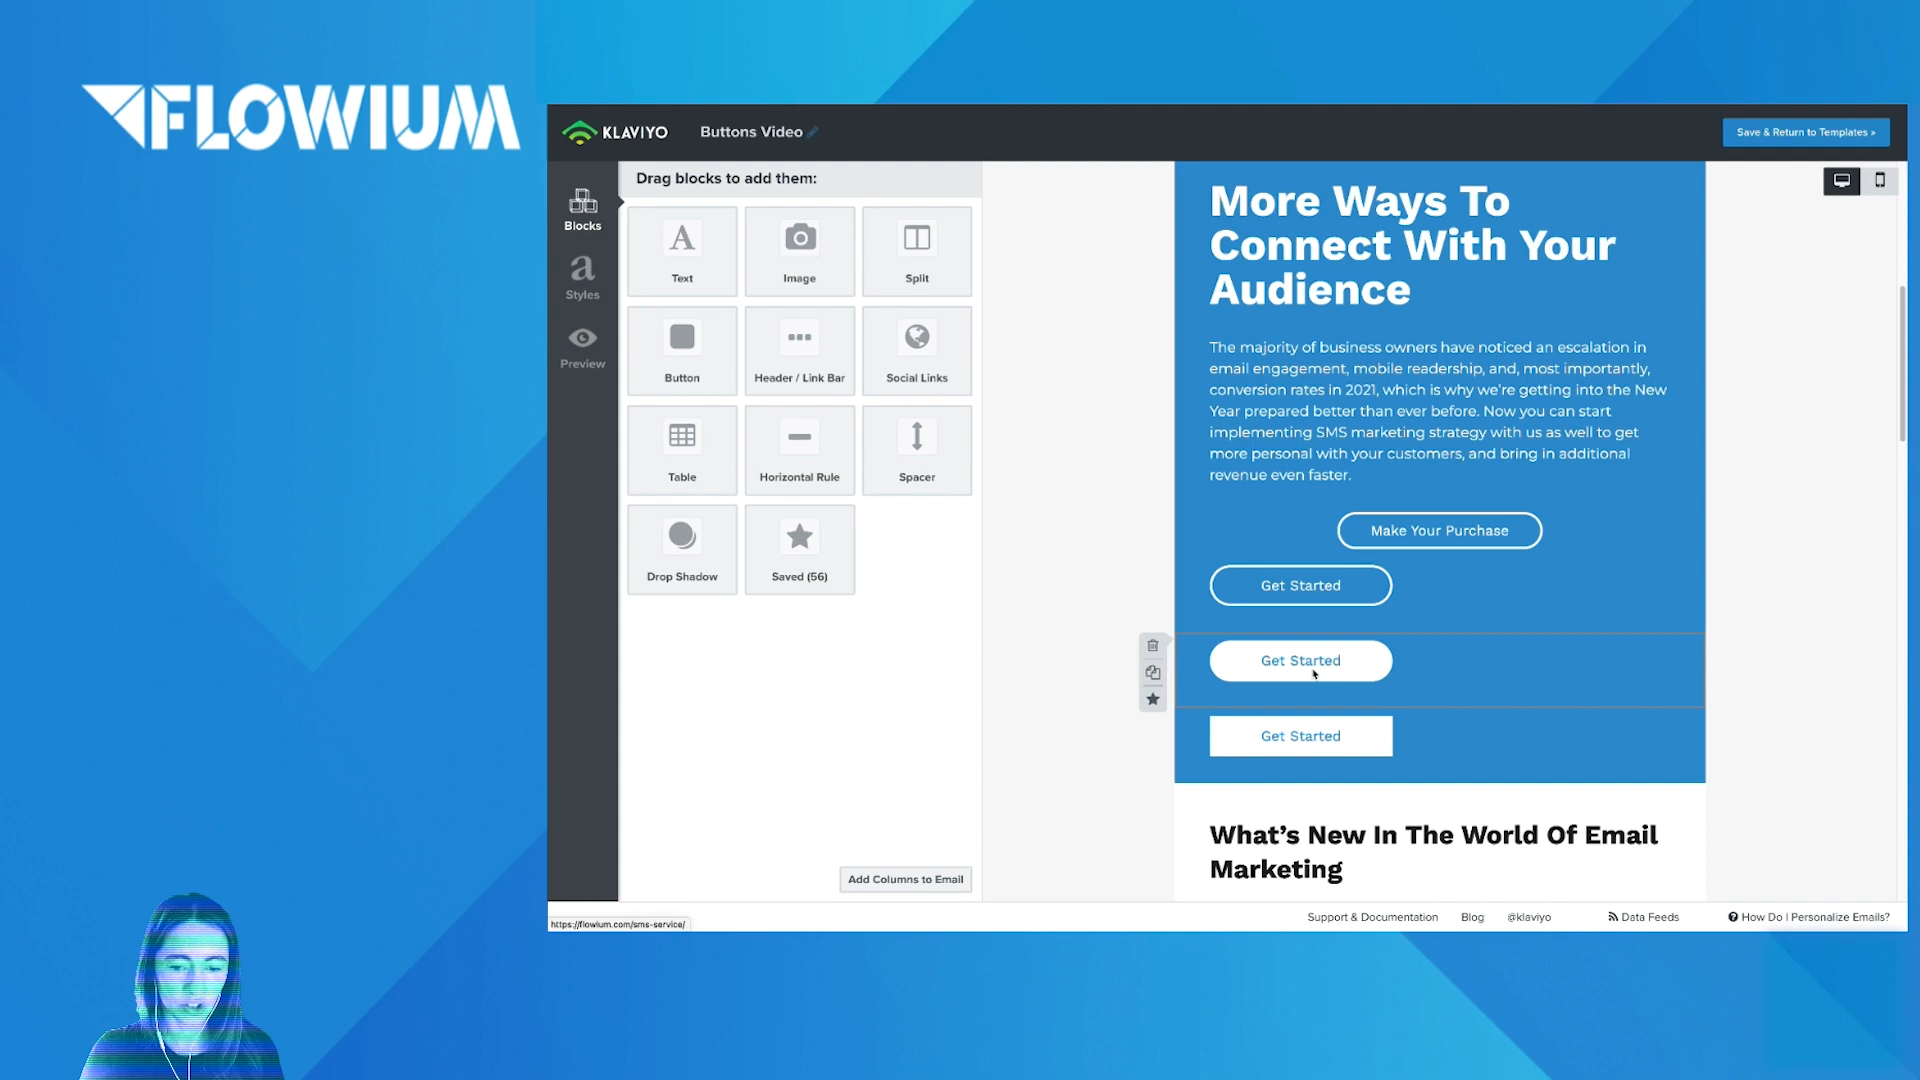 FLOWIUM
KLAVIYO
Buttons Video
Save & Return to Templates »
Blocks
Styles
Preview
Drag blocks to add them:
Text
Image
Split
Button
Header / Link Bar
Social Links
Table
Horizontal Rule
Spacer
Drop Shadow
Saved (56)
Add Columns to Email
More Ways To
Connect With Your
Audience
The majority of business owners have noticed an escalation in
email engagement, mobile readership, and, most importantly,
conversion rates in 2021, which is why we're getting into the New
Year prepared better than ever before. Now you can start
implementing SMS marketing strategy with us as well to get
more personal with your customers, and bring in additional
revenue even faster.
Make Your Purchase
Get Started
Get Started
Get Started
What's New In The World Of Email
Marketing
https://flowium.com/sms-service/
Support & Documentation
Blog
@klaviyo
Data Feeds
How Do I Personalize Emails?